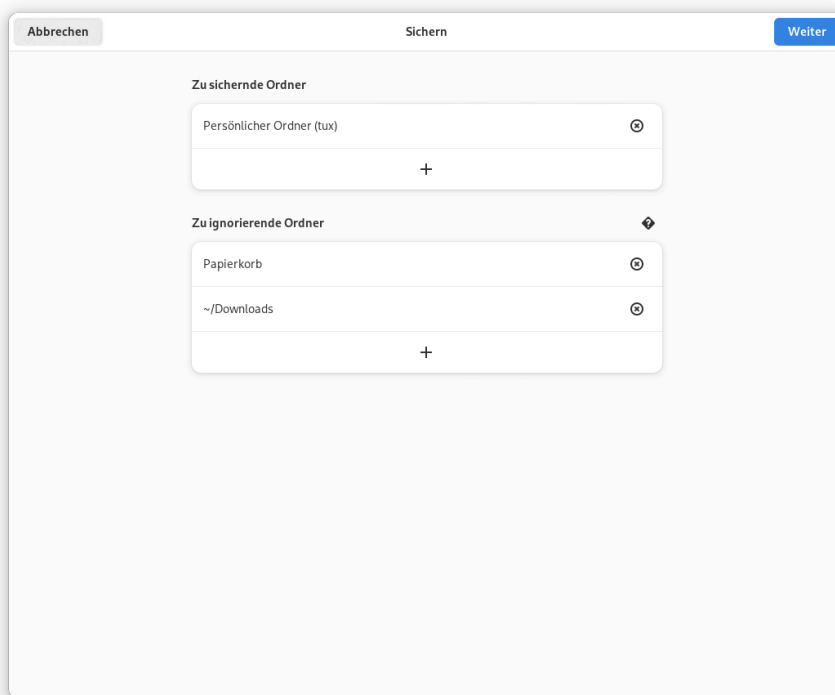 Abbrechen Sichern Weiter
Zu sichernde Ordner
Persönlicher Ordner (tux)
Zu ignorierende Ordner
Papierkorb
~/Downloads